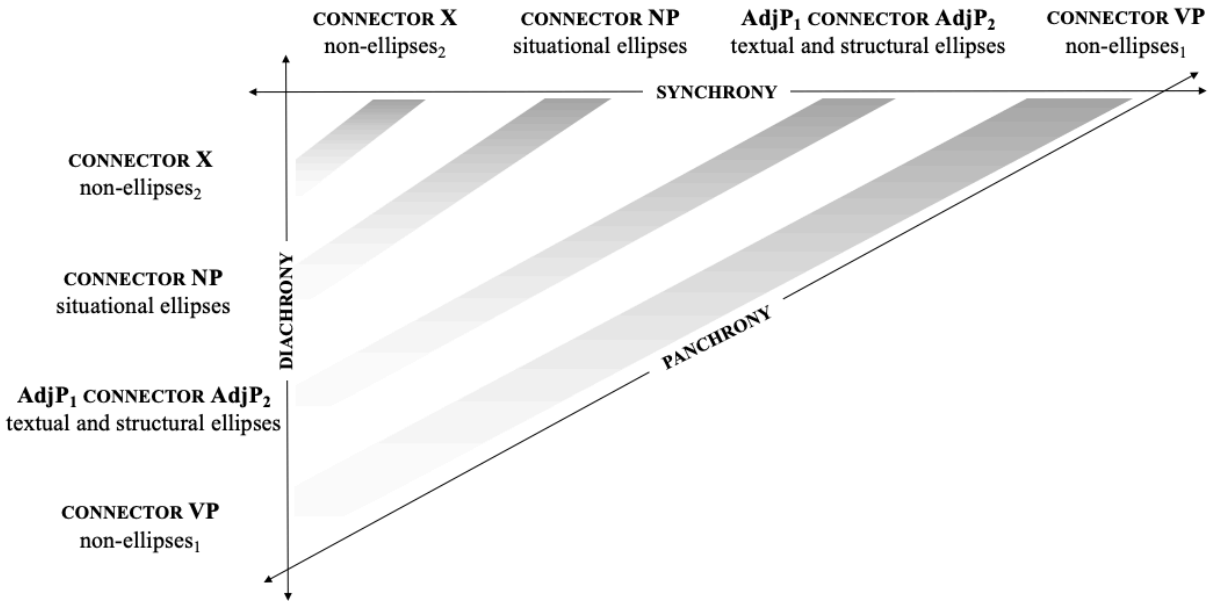 CONNECTOR X
non-ellipses₂
CONNECTOR NP
situational ellipses
AdjP₁ CONNECTOR AdjP₂
textual and structural ellipses
CONNECTOR VP
non-ellipses₁
SYNCHRONY
CONNECTOR X
non-ellipses₂
CONNECTOR NP
situational ellipses
AdjP₁ CONNECTOR AdjP₂
textual and structural ellipses
CONNECTOR VP
non-ellipses₁
DIACHRONY
PANCHRONY